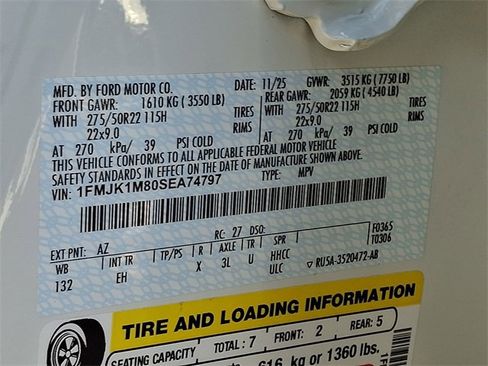 MFD. BY FORD MOTOR CO. DATE: 11/25 GVWR: 3515 KG ( 7750 LB)
FRONT GAWR: 1610 KG ( 3550 LB) REAR GAWR: 2059 KG ( 4540 LB)
WITH 275/50R22 115H TIRES WITH 275/50R22 115H TIRES
22x9.0 RIMS 22x9.0 RIMS
AT 270 kPa/ 39 PSI COLD AT 270 kPa/ 39 PSI COLD
THIS VEHICLE CONFORMS TO ALL APPLICABLE FEDERAL MOTOR VEHICLE
SAFETY STANDARDS IN EFFECT ON THE DATE OF MANUFACTURE SHOWN ABOVE.
VIN: 1FMJK1M80SEA74797 TYPE: MPV
F0365
T0306
RC: 27 DSO:
EXT PNT: AZ
WB INT TR TP/PS R AXLE TR SPR
132 EH X 3L U HHCC
ULC ▽ RU5A-3520472-AB
TIRE AND LOADING INFORMATION
SEATING CAPACITY TOTAL : 7 FRONT: 2 REAR: 5
616 kg or 1360 lbs.